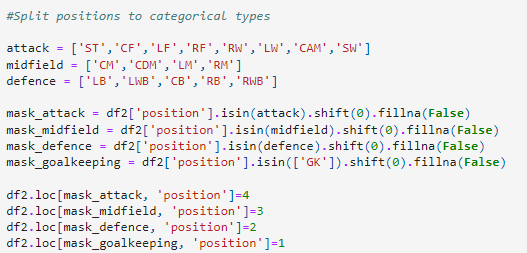 #Split positions to categorical types
attack = ['ST','CF','LF','RF','RW','LW','CAM','SW']
midfield = ['CM','CDM','LM','RM']
defence = ['LB','LWB','CB','RB','RWB']
mask_attack = df2['position'].isin(attack).shift(0).fillna(False)
mask_midfield = df2['position'].isin(midfield).shift(0).fillna(False)
mask_defence = df2['position'].isin(defence).shift(0).fillna(False)
mask_goalkeeping = df2['position'].isin(['GK']).shift(0).fillna(False)
df2.loc[mask_attack, 'position']=4
df2.loc[mask_midfield, 'position']=3
df2.loc[mask_defence, 'position']=2
df2.loc[mask_goalkeeping, 'position']=1